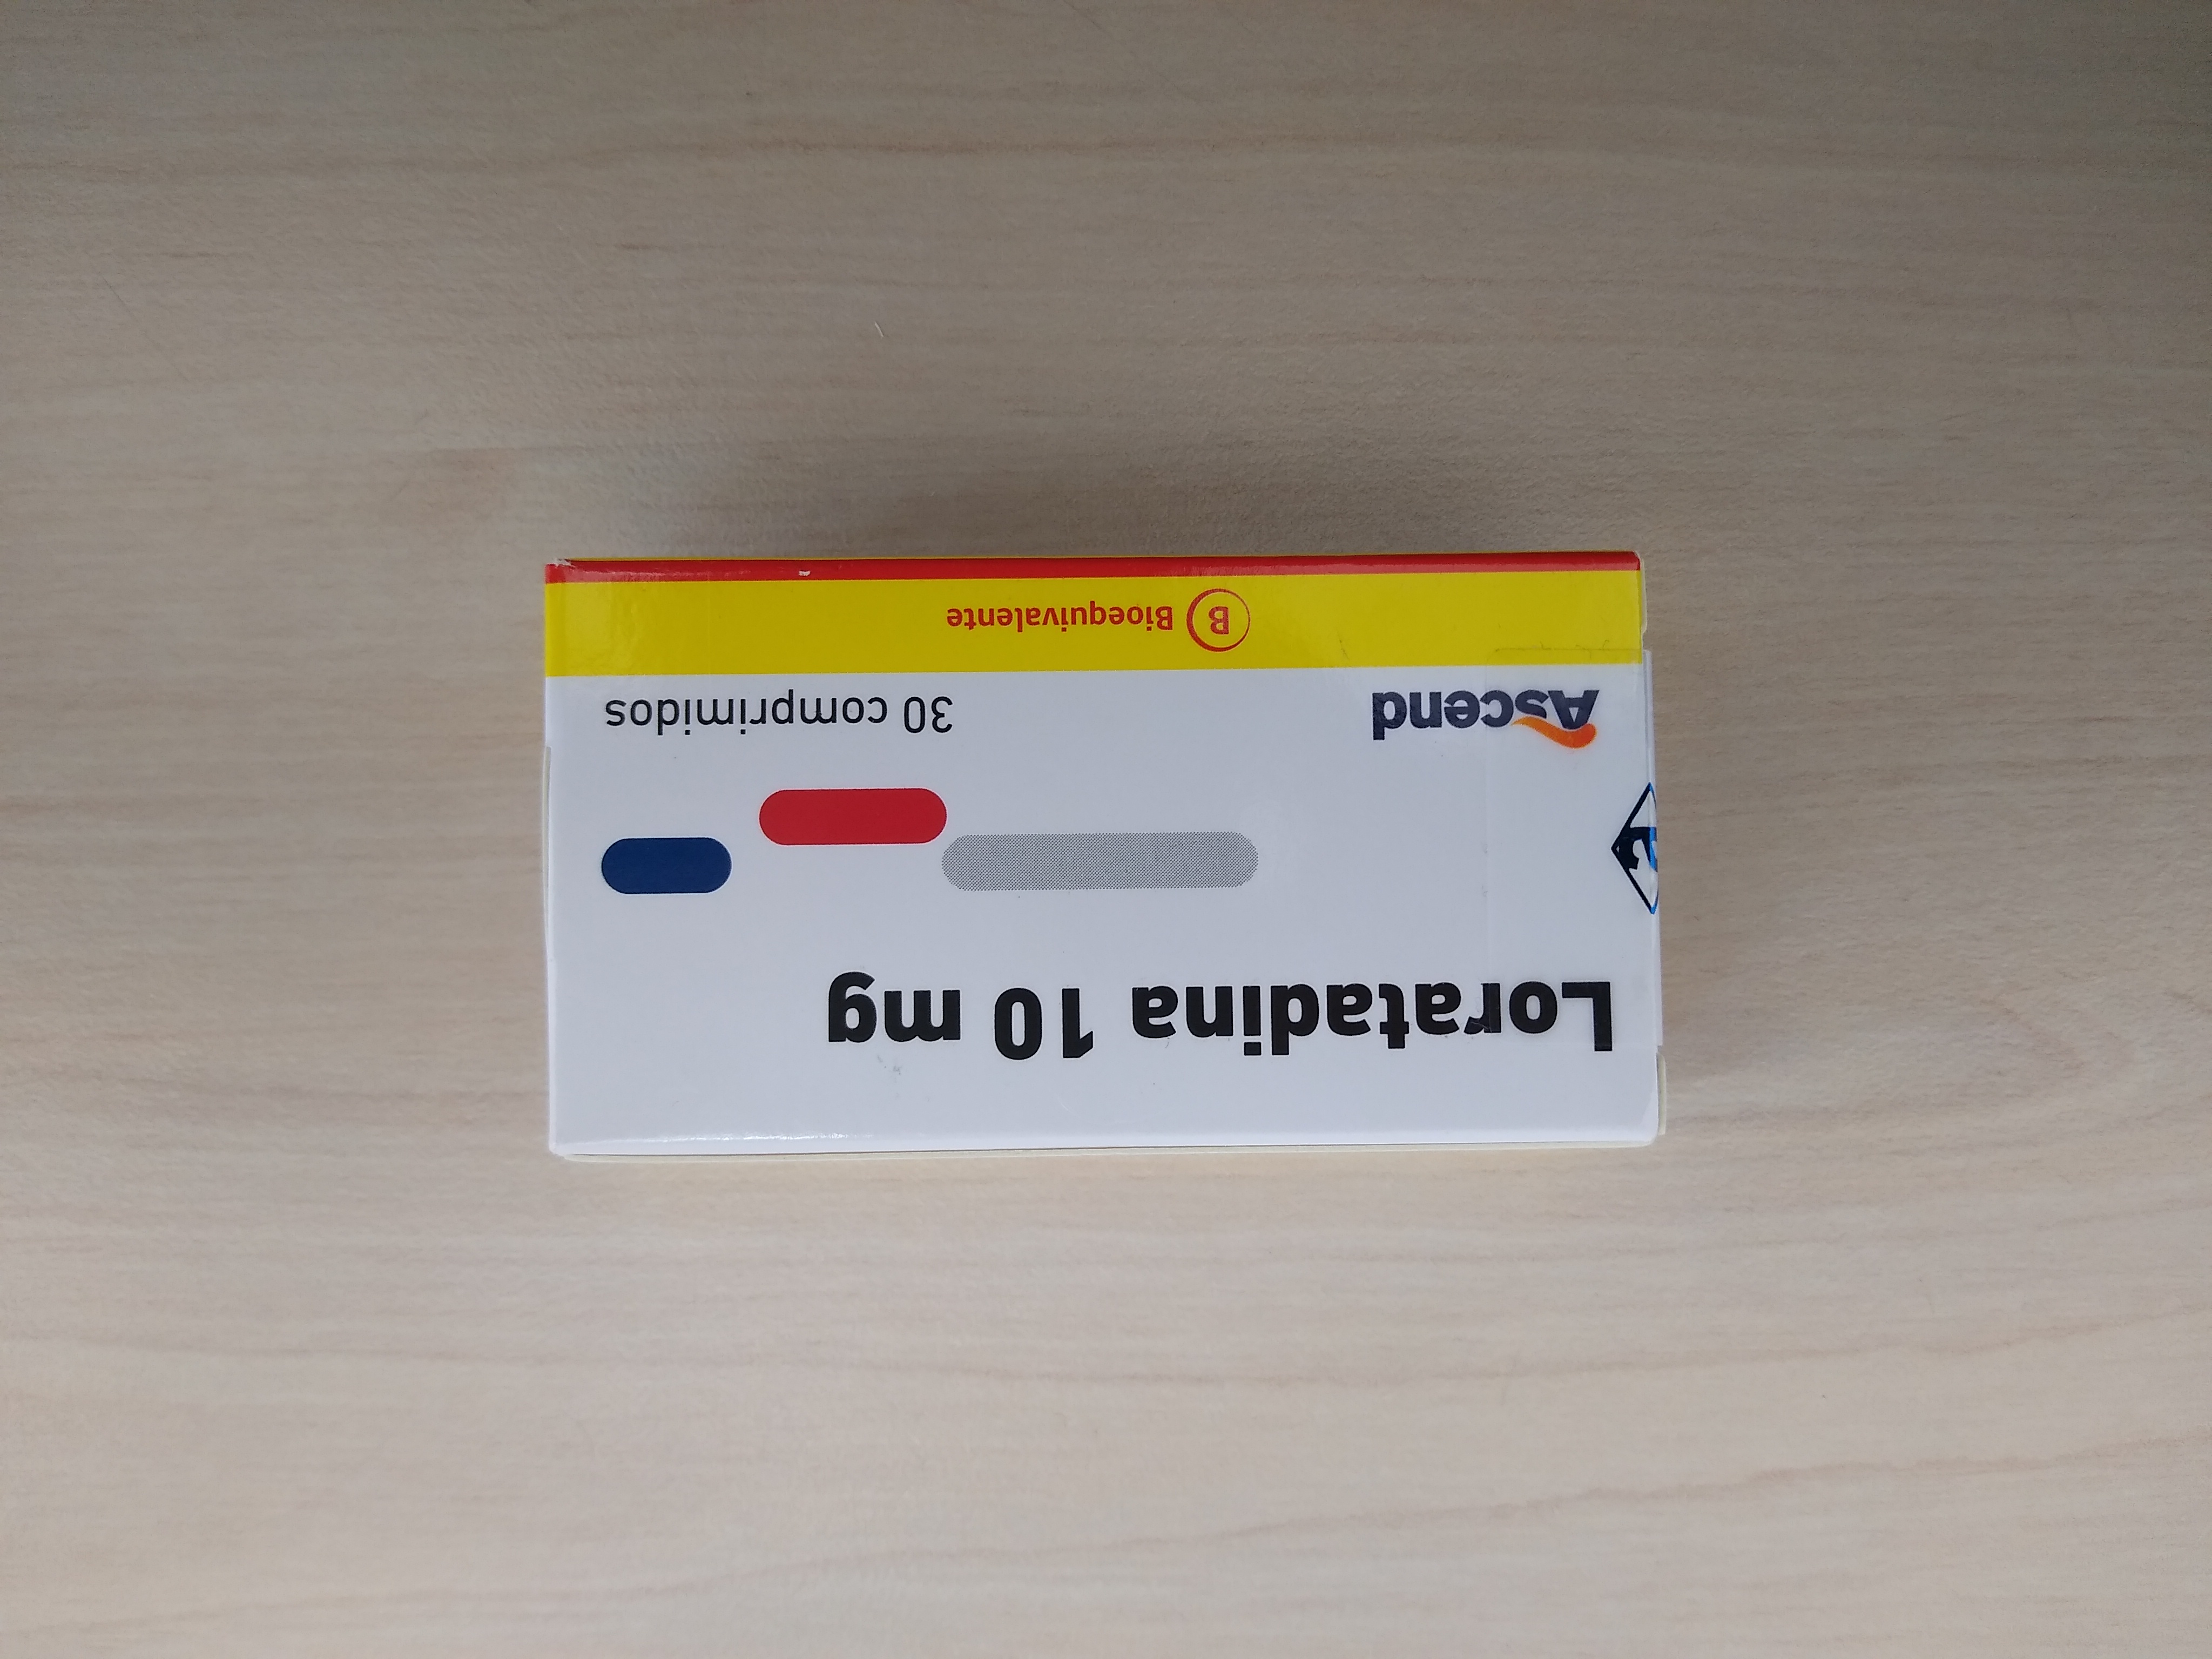 Loratadina 10 mg
Ascend
30 comprimidos
B Bioequivalente